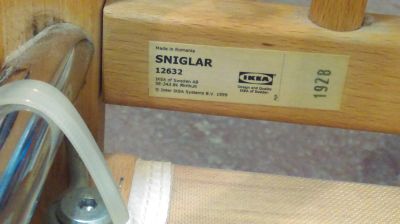 Made in Romania
SNIGLAR
12632
IKEA of Sweden AB
SE-343 81 Älmhult
© Inter IKEA Systems B.V. 1999
IKEA
Design and Quality
IKEA of Sweden
1928